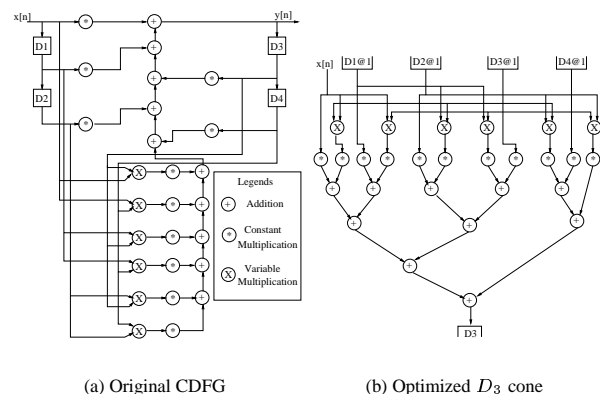 x[n]
y[n]
*
+
D1
+
D3
*
+
*
D2
D4
+
*
+
*
+
X
*
+
X
*
+
X
*
+
X
*
+
X
*
+
X
*
Legends
+ Addition
* Constant
Multiplication
X Variable
Multiplication
(a) Original CDFG
x[n]
D1@1
D2@1
D3@1
D4@1
X X X X X X
* * * * * * * * * * *
+ + + + +
+ + +
+
+
D3
(b) Optimized D₃ cone